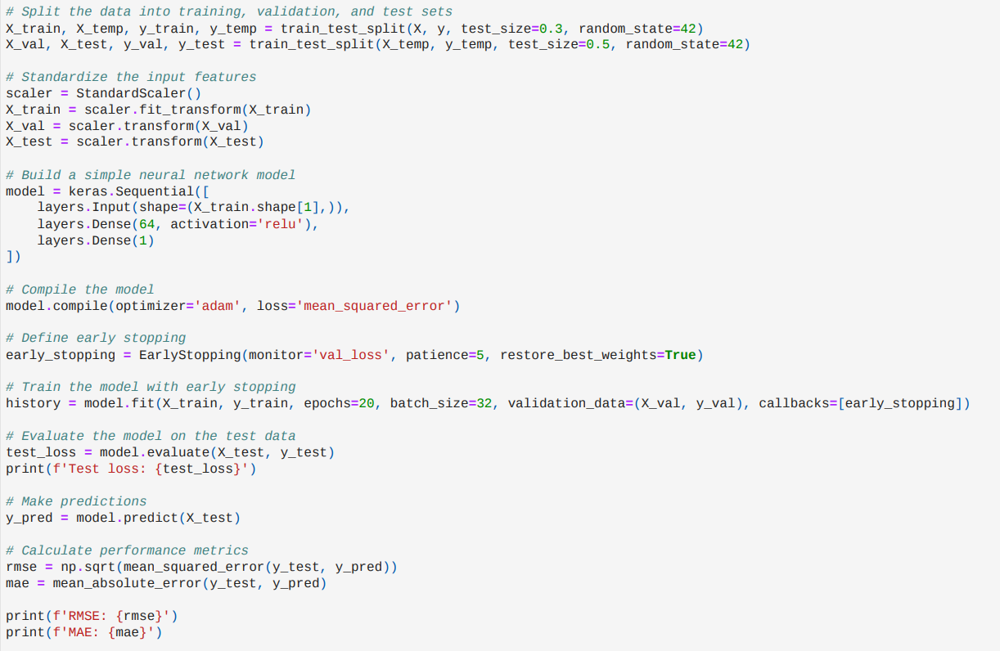 # Split the data into training, validation, and test sets
X_train, X_temp, y_train, y_temp = train_test_split(X, y, test_size=0.3, random_state=42)
X_val, X_test, y_val, y_test = train_test_split(X_temp, y_temp, test_size=0.5, random_state=42)

# Standardize the input features
scaler = StandardScaler()
X_train = scaler.fit_transform(X_train)
X_val = scaler.transform(X_val)
X_test = scaler.transform(X_test)

# Build a simple neural network model
model = keras.Sequential([
    layers.Input(shape=(X_train.shape[1],)),
    layers.Dense(64, activation='relu'),
    layers.Dense(1)
])

# Compile the model
model.compile(optimizer='adam', loss='mean_squared_error')

# Define early stopping
early_stopping = EarlyStopping(monitor='val_loss', patience=5, restore_best_weights=True)

# Train the model with early stopping
history = model.fit(X_train, y_train, epochs=20, batch_size=32, validation_data=(X_val, y_val), callbacks=[early_stopping])

# Evaluate the model on the test data
test_loss = model.evaluate(X_test, y_test)
print(f'Test loss: {test_loss}')

# Make predictions
y_pred = model.predict(X_test)

# Calculate performance metrics
rmse = np.sqrt(mean_squared_error(y_test, y_pred))
mae = mean_absolute_error(y_test, y_pred)

print(f'RMSE: {rmse}')
print(f'MAE: {mae}')